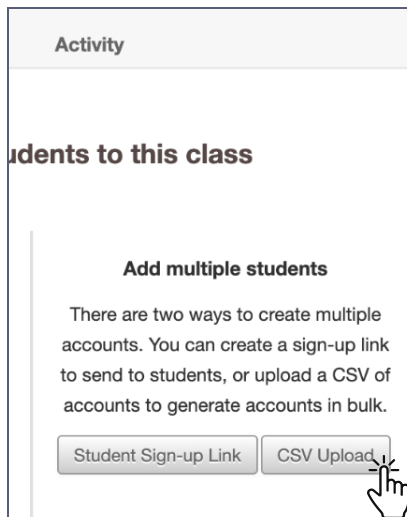 Activity
udents to this class
Add multiple students
There are two ways to create multiple
accounts. You can create a sign-up link
to send to students, or upload a CSV of
accounts to generate accounts in bulk.
Student Sign-up Link
CSV Upload